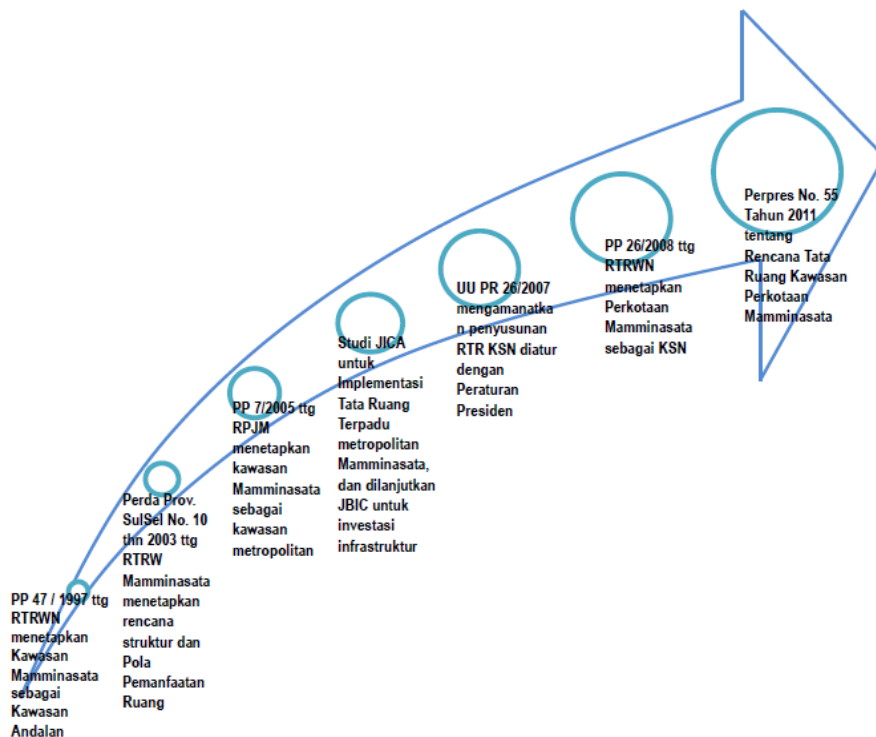 PP 47 / 1997 ttg
RTRWN
menetapkan
Kawasan
Mamminasata
sebagai
Kawasan
Andalan
Perda Prov.
SulSel No. 10
thn 2003 ttg
RTRW
Mamminasata
menetapkan
rencana
struktur dan
Pola
Pemanfaatan
Ruang
PP 7/2005 ttg
RPJM
menetapkan
kawasan
Mamminasata
sebagai
kawasan
metropolitan
Studi JICA
untuk
Implementasi
Tata Ruang
Terpadu
metropolitan
Mamminasata,
dan dilanjutkan
JBIC untuk
investasi
infrastruktur
UU PR 26/2007
mengamanatka
n penyusunan
RTR KSN diatur
dengan
Peraturan
Presiden
PP 26/2008 ttg
RTRWN
menetapkan
Perkotaan
Mamminasata
sebagai KSN
Perpres No. 55
Tahun 2011
tentang
Rencana Tata
Ruang Kawasan
Perkotaan
Mamminasata